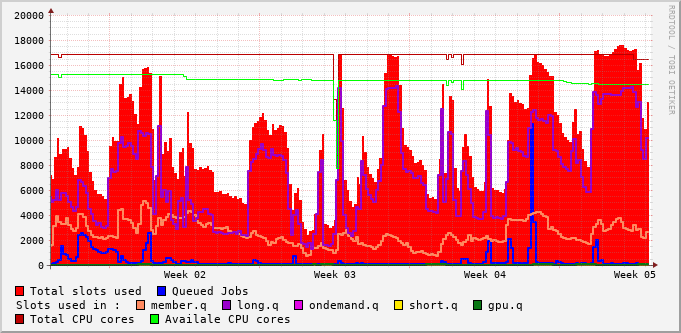 20000
18000
16000
14000
12000
10000
8000
6000
4000
2000
0
Week 02 Week 03 Week 04 Week 05
Total slots used Queued Jobs
Slots used in : member.q long.q ondemand.q short.q gpu.q
Total CPU cores Availale CPU cores
RRDTOOL / TOBI OETIKER